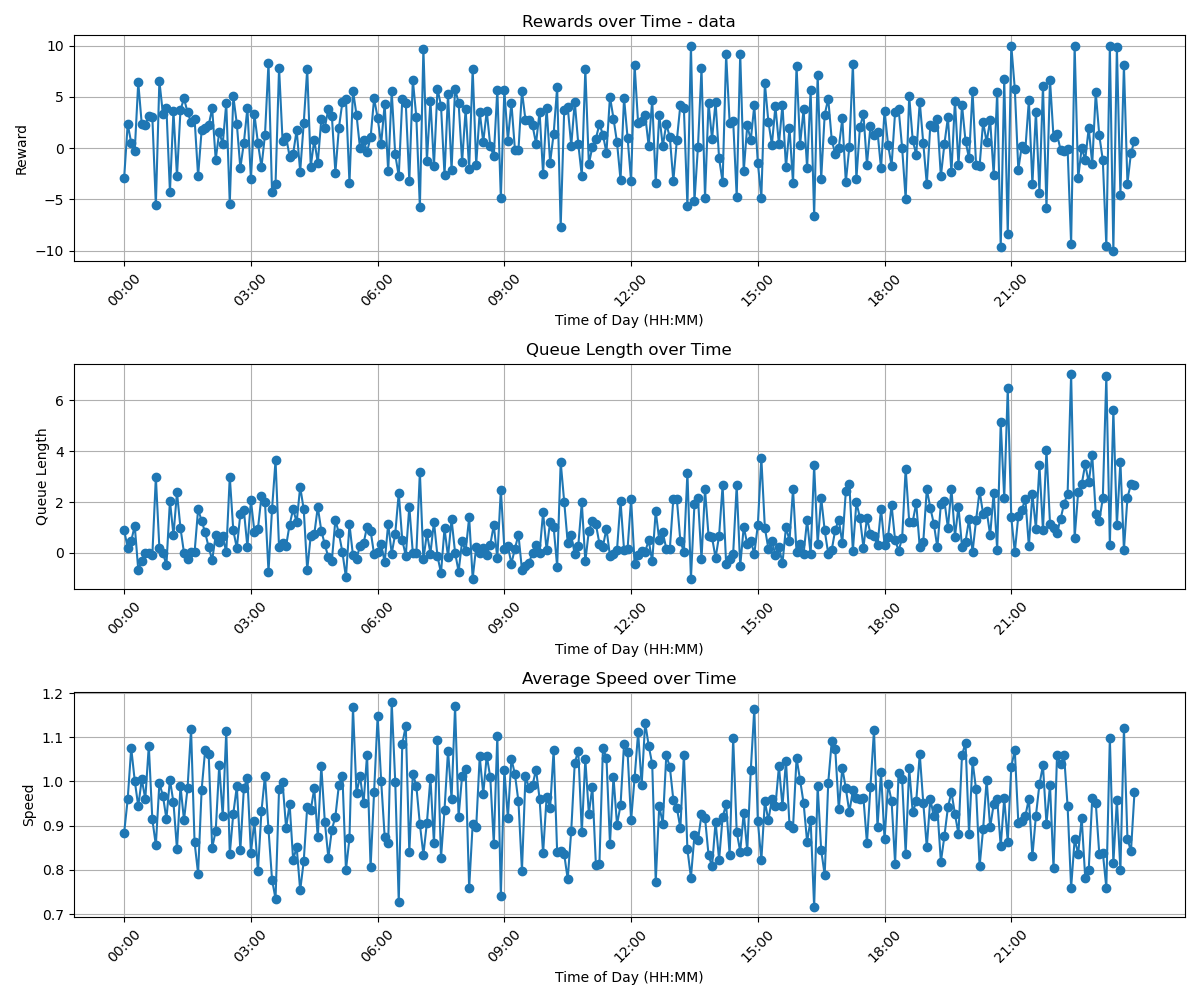 Rewards over Time - data
10
5
0
−5
−10
Reward
00:00 03:00 06:00 09:00 12:00 15:00 18:00 21:00
Time of Day (HH:MM)
Queue Length over Time
6
4
2
0
Queue Length
00:00 03:00 06:00 09:00 12:00 15:00 18:00 21:00
Time of Day (HH:MM)
Average Speed over Time
1.2
1.1
1.0
0.9
0.8
0.7
Speed
00:00 03:00 06:00 09:00 12:00 15:00 18:00 21:00
Time of Day (HH:MM)